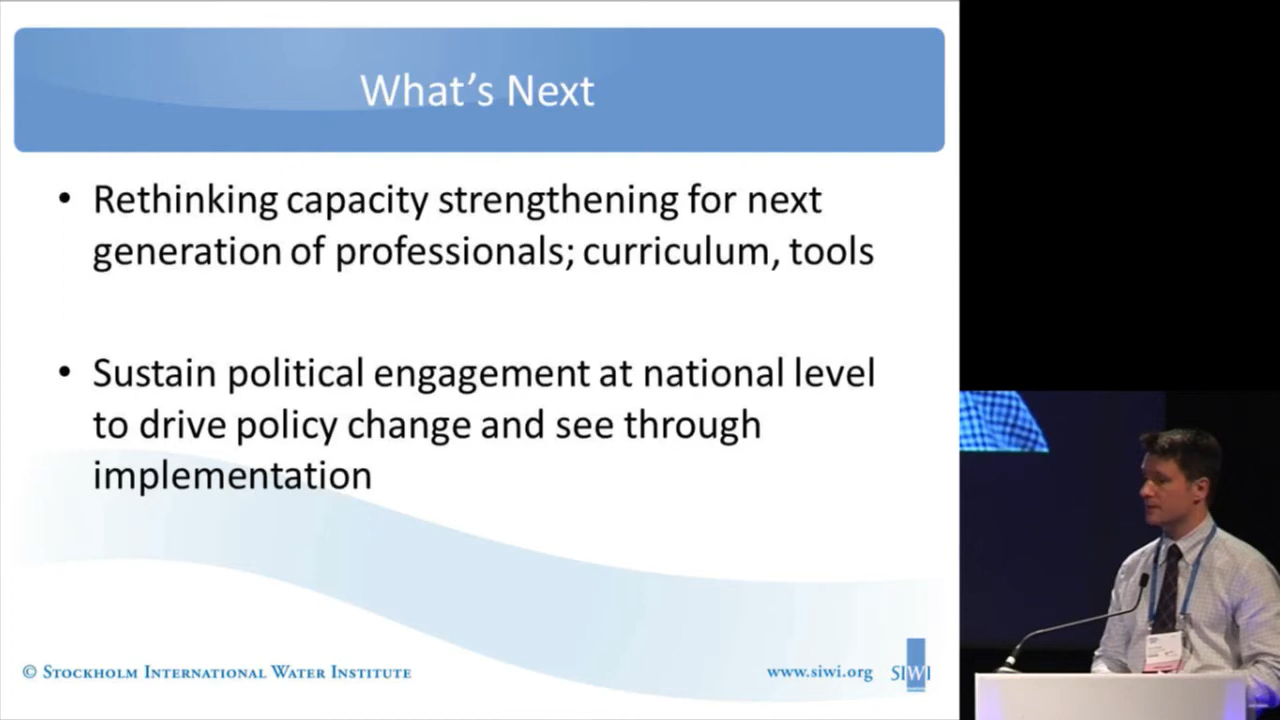 What's Next
• Rethinking capacity strengthening for next
generation of professionals; curriculum, tools
• Sustain political engagement at national level
to drive policy change and see through
implementation
© STOCKHOLM INTERNATIONAL WATER INSTITUTE
www.siwi.org
SIWI